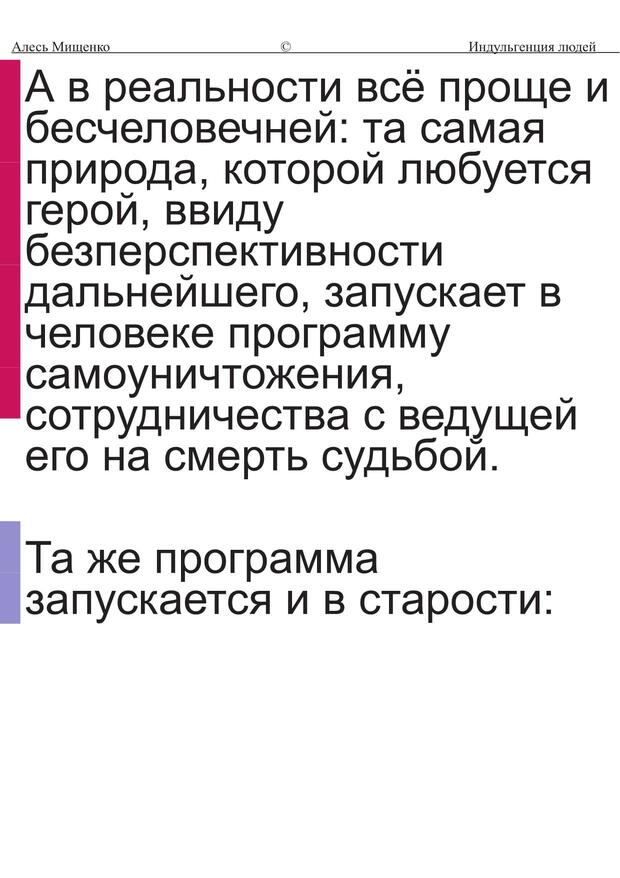 Алесь Мищенко © Индульгенция людей
А в реальности всё проще и
бесчеловечней: та самая
природа, которой любуется
герой, ввиду
безперспективности
дальнейшего, запускает в
человеке программу
самоуничтожения,
сотрудничества с ведущей
его на смерть судьбой.
Та же программа
запускается и в старости: